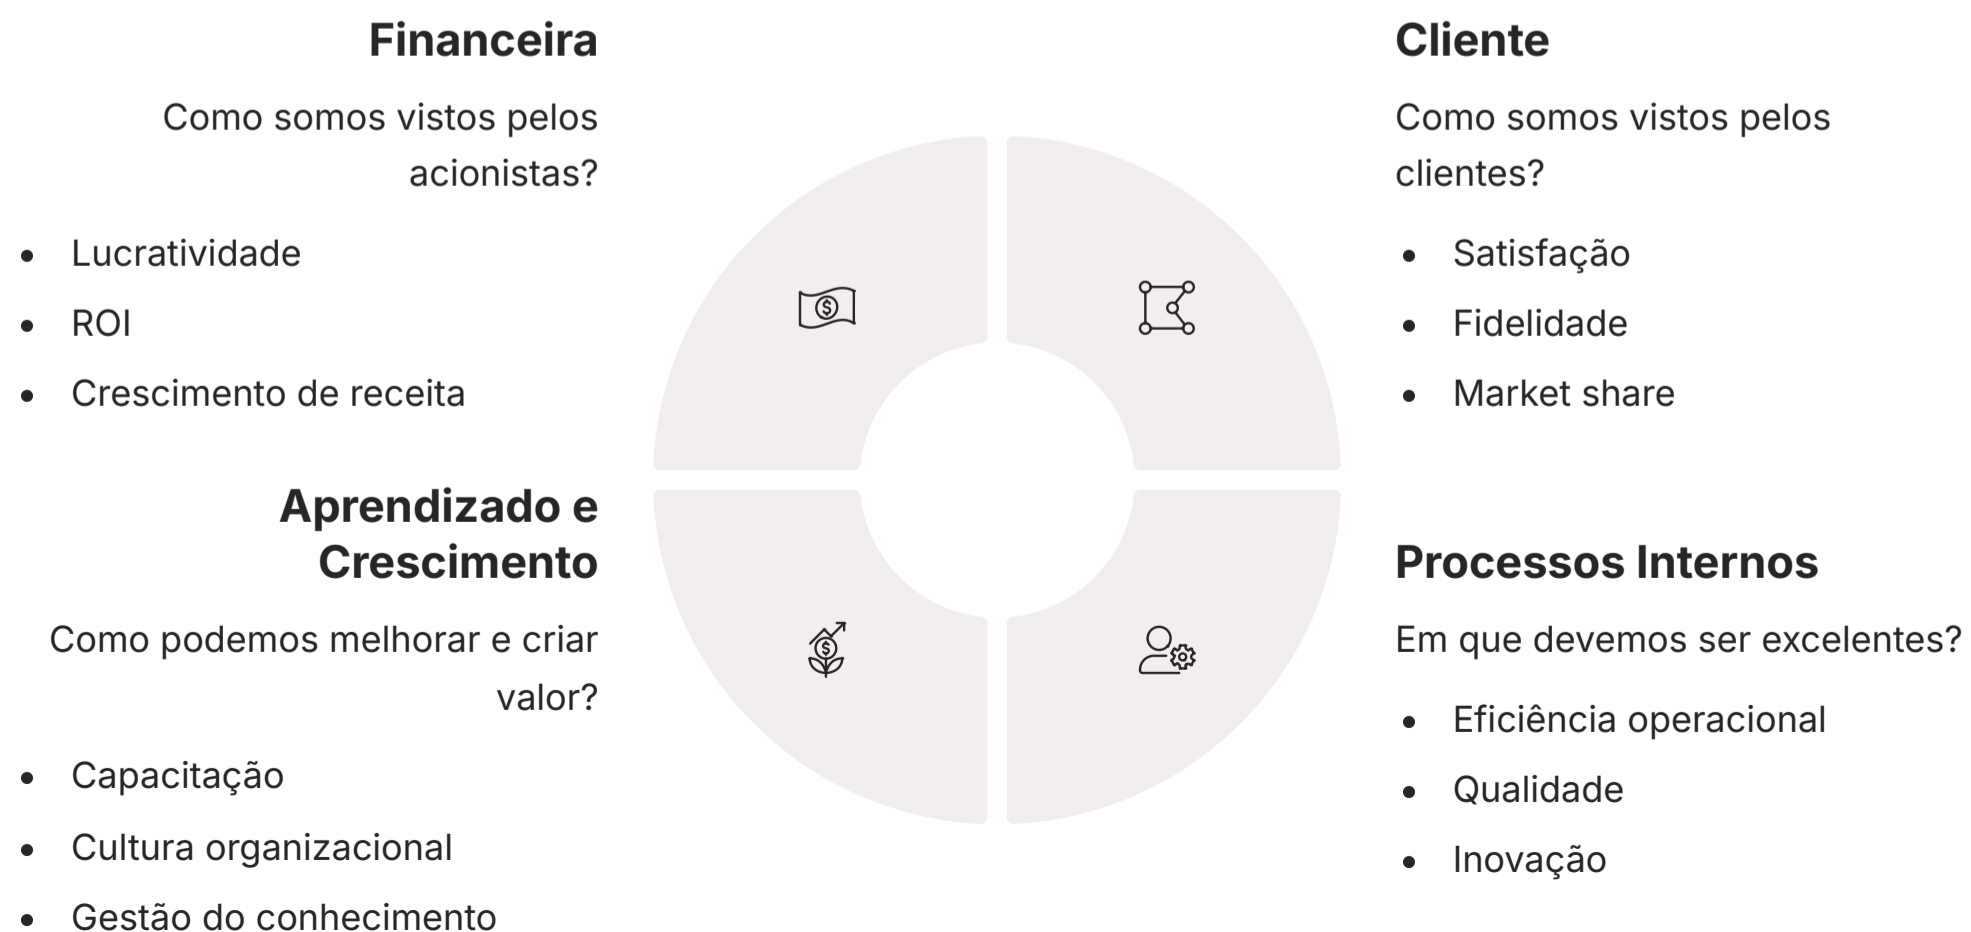 Financeira
Como somos vistos pelos
acionistas?
• Lucratividade
• ROI
• Crescimento de receita
Cliente
Como somos vistos pelos
clientes?
• Satisfação
• Fidelidade
• Market share
Aprendizado e
Crescimento
Como podemos melhorar e criar
valor?
• Capacitação
• Cultura organizacional
• Gestão do conhecimento
Processos Internos
Em que devemos ser excelentes?
• Eficiência operacional
• Qualidade
• Inovação
$
$